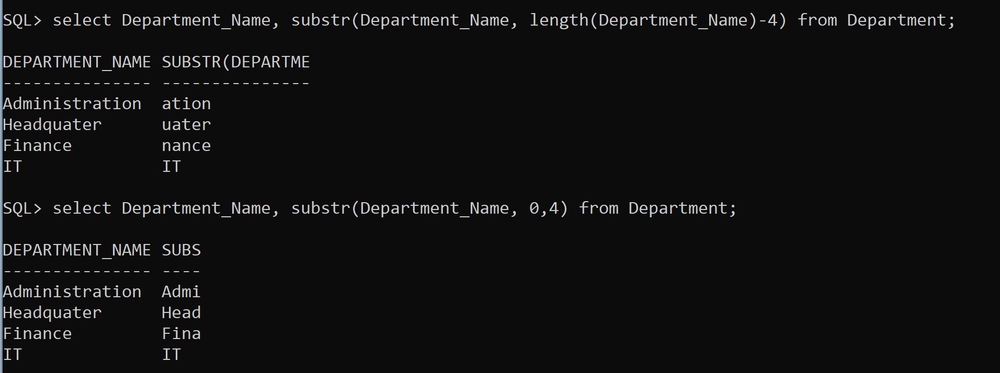 SQL> select Department_Name, substr(Department_Name, length(Department_Name)-4) from Department;
DEPARTMENT_NAME SUBSTR(DEPARTME
--------------- ---------------
Administration  ation
Headquater      uater
Finance         nance
IT              IT
SQL> select Department_Name, substr(Department_Name, 0,4) from Department;
DEPARTMENT_NAME SUBS
--------------- ----
Administration  Admi
Headquater      Head
Finance         Fina
IT              IT